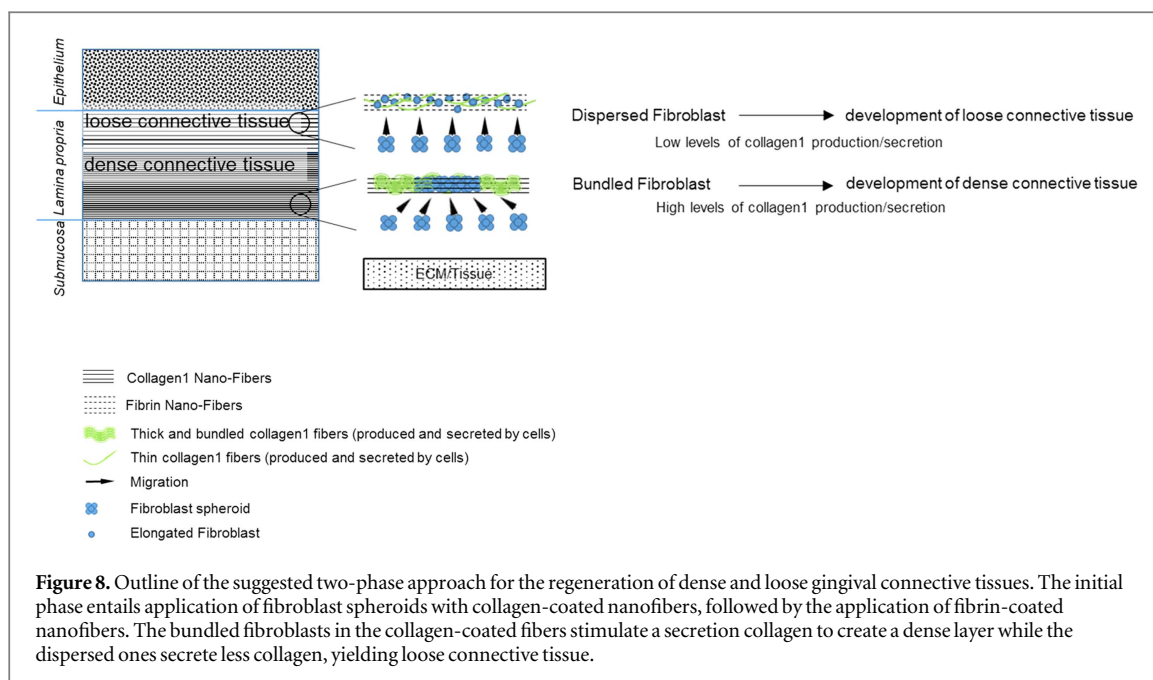 Epithelium
Lamina propria
Submucosa
loose connective tissue
dense connective tissue
ECM/Tissue
Dispersed Fibroblast development of loose connective tissue
Low levels of collagen1 production/secretion
Bundled Fibroblast development of dense connective tissue
High levels of collagen1 production/secretion
Collagen1 Nano-Fibers
Fibrin Nano-Fibers
Thick and bundled collagen1 fibers (produced and secreted by cells)
Thin collagen1 fibers (produced and secreted by cells)
Migration
Fibroblast spheroid
Elongated Fibroblast
Figure 8. Outline of the suggested two-phase approach for the regeneration of dense and loose gingival connective tissues. The initial
phase entails application of fibroblast spheroids with collagen-coated nanofibers, followed by the application of fibrin-coated
nanofibers. The bundled fibroblasts in the collagen-coated fibers stimulate a secretion collagen to create a dense layer while the
dispersed ones secrete less collagen, yielding loose connective tissue.